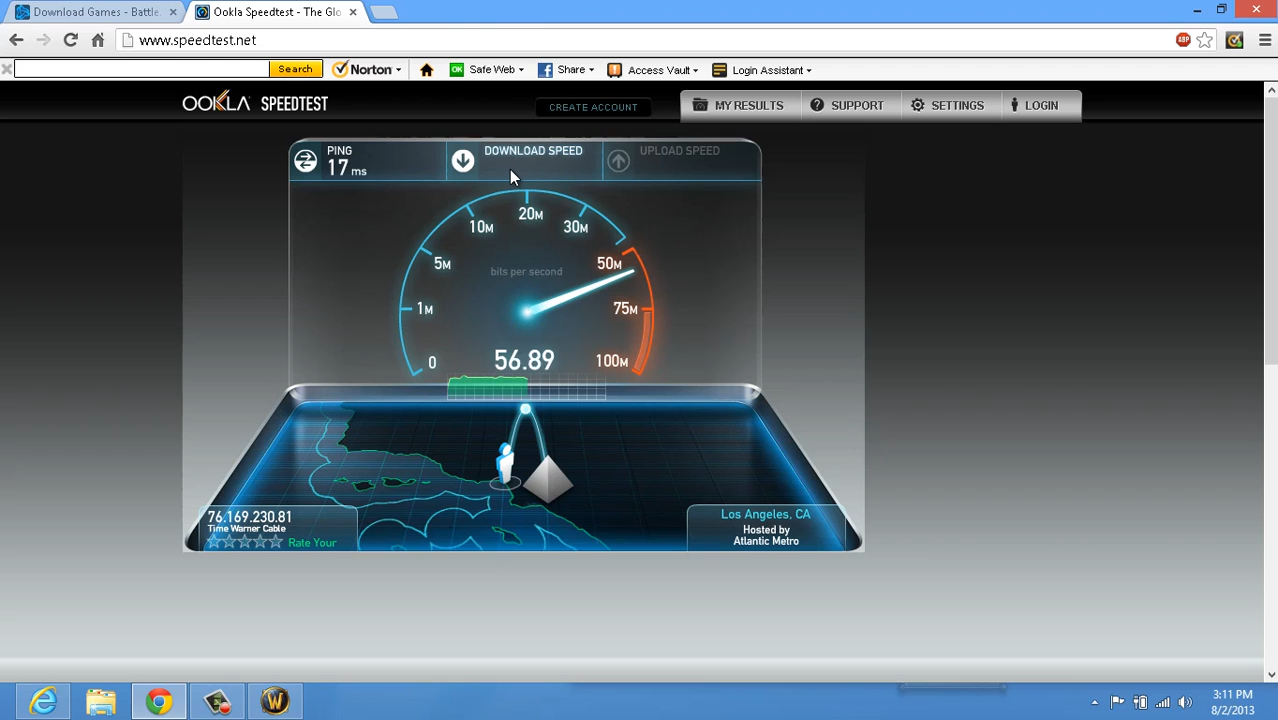 Download Games - Battle.
Ookla Speedtest - The Glo
www.speedtest.net
ABP
Search
Norton
OK
Safe Web
Share
Access Vault
Login Assistant
OOKLA SPEEDTEST
CREATE ACCOUNT
MY RESULTS
SUPPORT
SETTINGS
LOGIN
PING
17 ms
DOWNLOAD SPEED
UPLOAD SPEED
20M
10M
30M
5M
50M
bits per second
1M
75M
0
56.89
100M
76.169.230.81
Time Warner Cable
Rate Your
Los Angeles, CA
Hosted by
Atlantic Metro
3:11 PM
8/2/2013